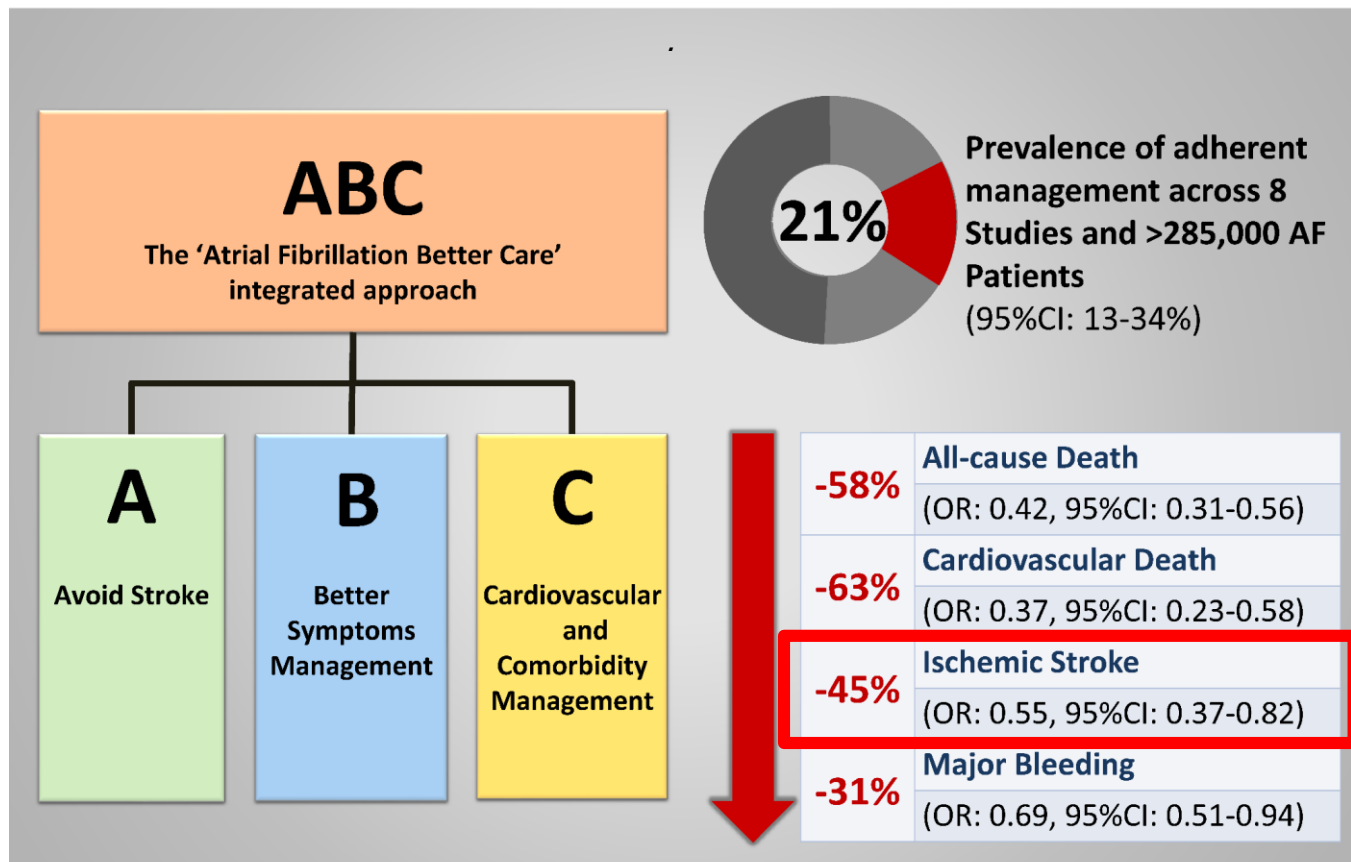 ABC
The ‘Atrial Fibrillation Better Care’
integrated approach
A
Avoid Stroke
B
Better
Symptoms
Management
C
Cardiovascular
and
Comorbidity
Management
21%
Prevalence of adherent
management across 8
Studies and >285,000 AF
Patients
(95%CI: 13-34%)
-58%
All-cause Death
(OR: 0.42, 95%CI: 0.31-0.56)
-63%
Cardiovascular Death
(OR: 0.37, 95%CI: 0.23-0.58)
-45%
Ischemic Stroke
(OR: 0.55, 95%CI: 0.37-0.82)
-31%
Major Bleeding
(OR: 0.69, 95%CI: 0.51-0.94)